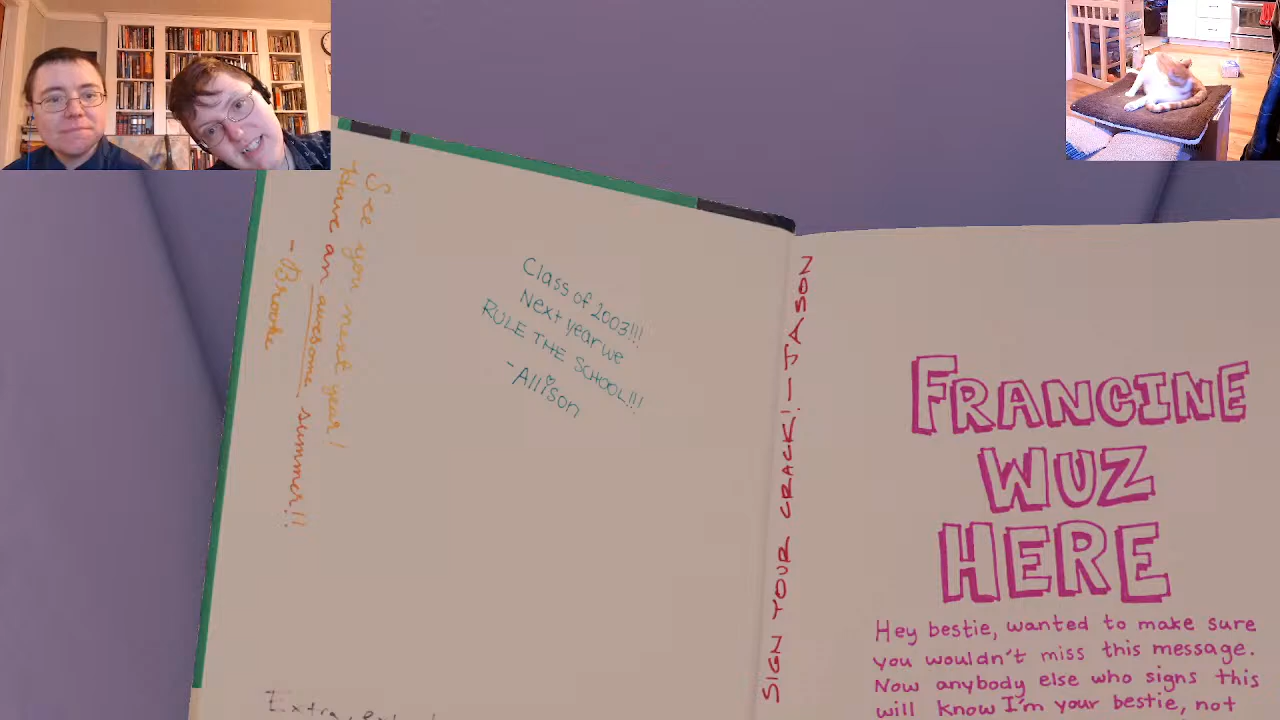 See you next year!
Have an awesome summer!!
-Brooke
Class of 2003!!!
Next year we
RULE THE SCHOOL!!!
-Allison
SIGN YOUR CRACK! - JASON
FRANCINE
WUZ
HERE
Hey bestie, wanted to make sure
you wouldn't miss this message.
Now anybody else who signs this
will know I'm your bestie, not
Extra, extra!